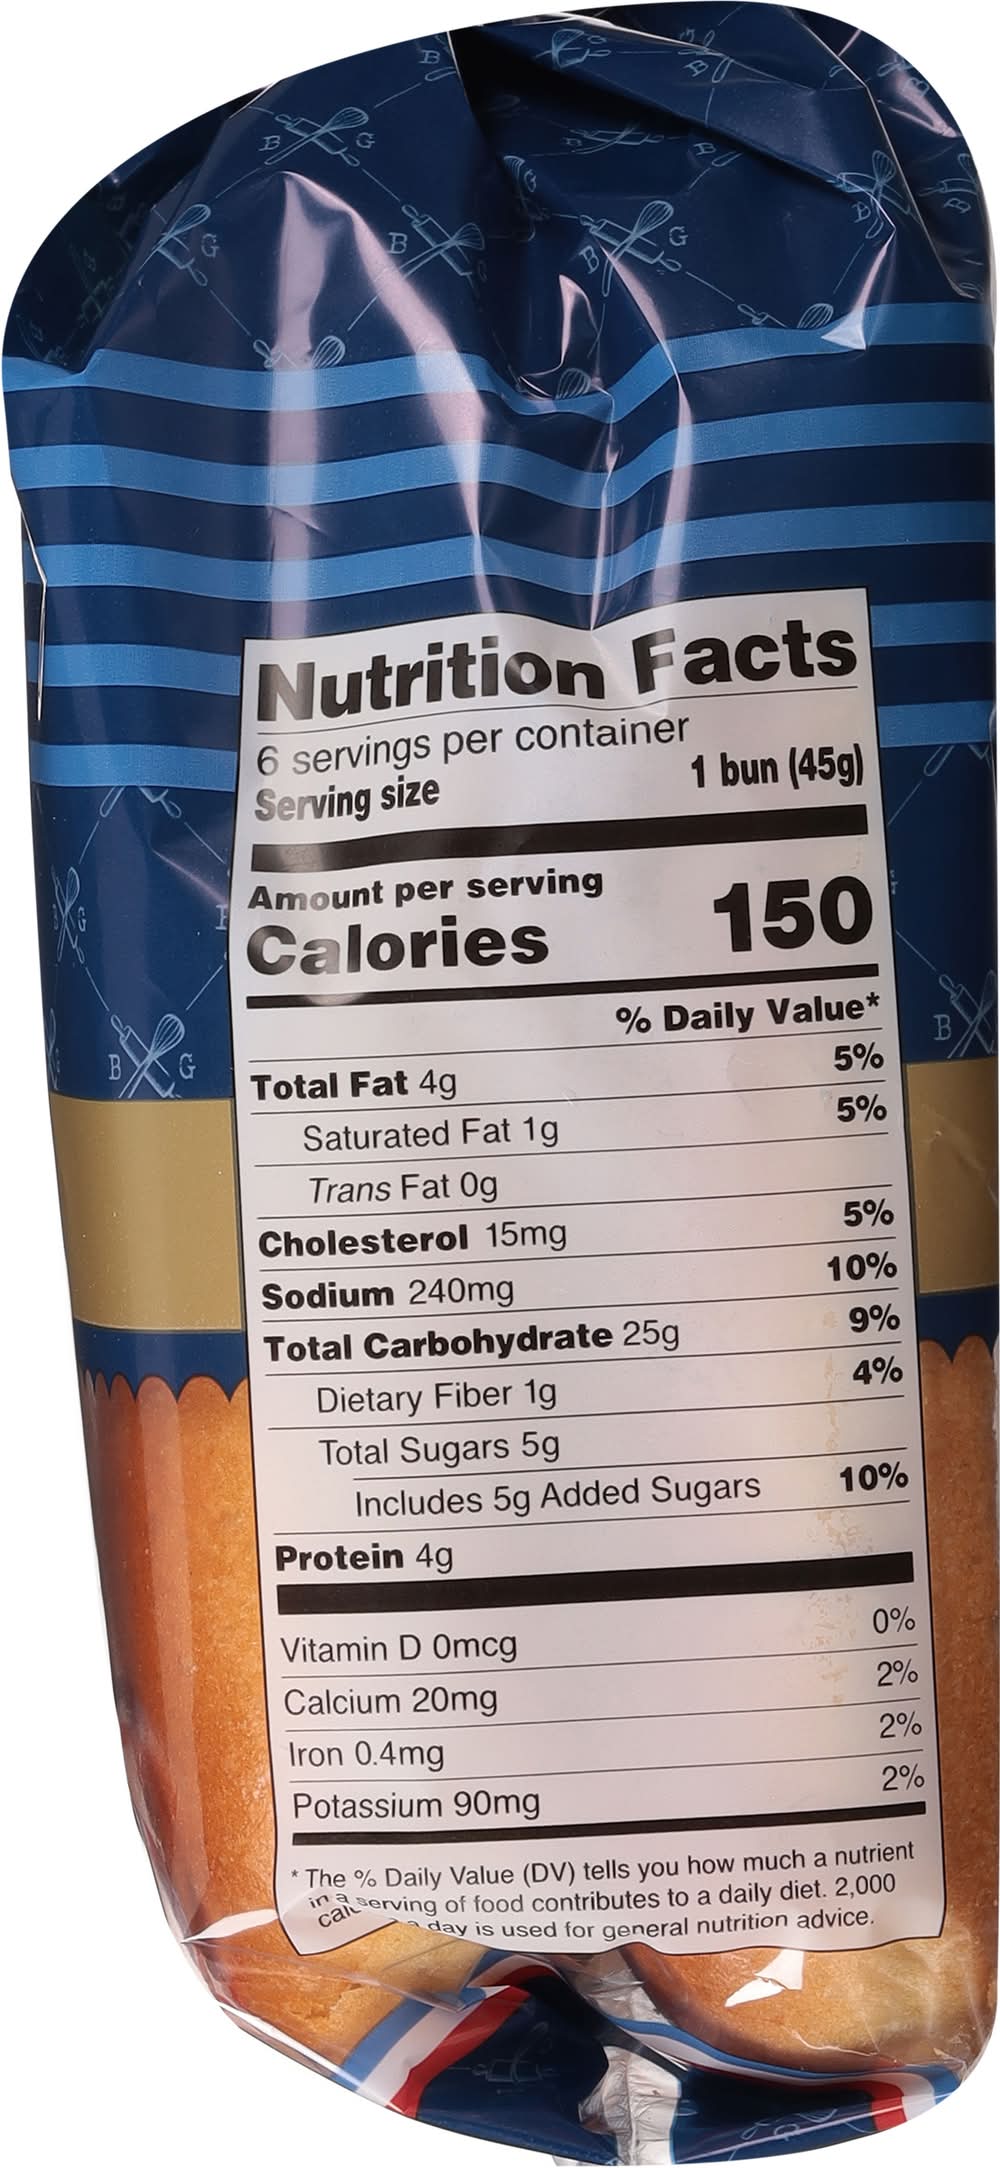 Nutrition Facts
6 servings per container
Serving size 1 bun (45g)
Amount per serving
Calories 150
% Daily Value*
Total Fat 4g 5%
Saturated Fat 1g 5%
Trans Fat 0g
Cholesterol 15mg 5%
Sodium 240mg 10%
Total Carbohydrate 25g 9%
Dietary Fiber 1g 4%
Total Sugars 5g
Includes 5g Added Sugars 10%
Protein 4g
Vitamin D 0mcg 0%
Calcium 20mg 2%
Iron 0.4mg 2%
Potassium 90mg 2%
* The % Daily Value (DV) tells you how much a nutrient
in a serving of food contributes to a daily diet. 2,000
a day is used for general nutrition advice.
B G
B G